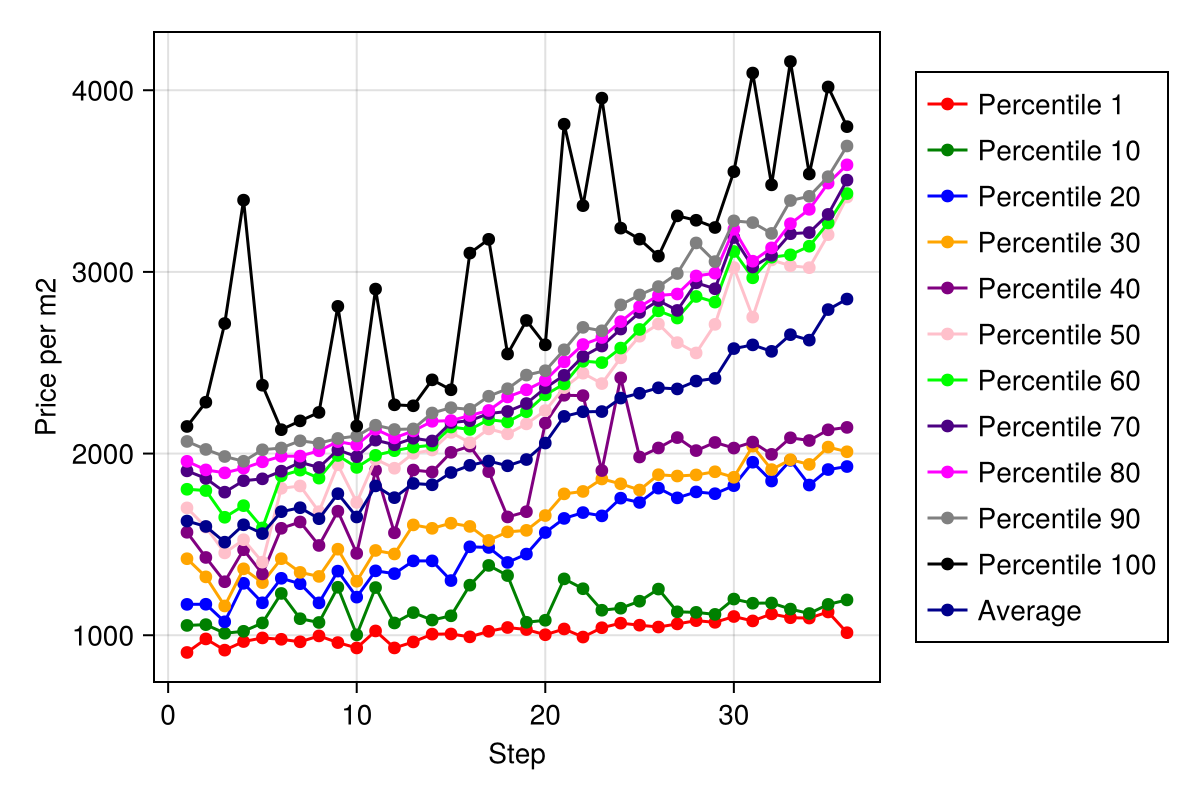 4000
3000
2000
1000
Price per m2
0 10 20 30
Step
Percentile 1
Percentile 10
Percentile 20
Percentile 30
Percentile 40
Percentile 50
Percentile 60
Percentile 70
Percentile 80
Percentile 90
Percentile 100
Average